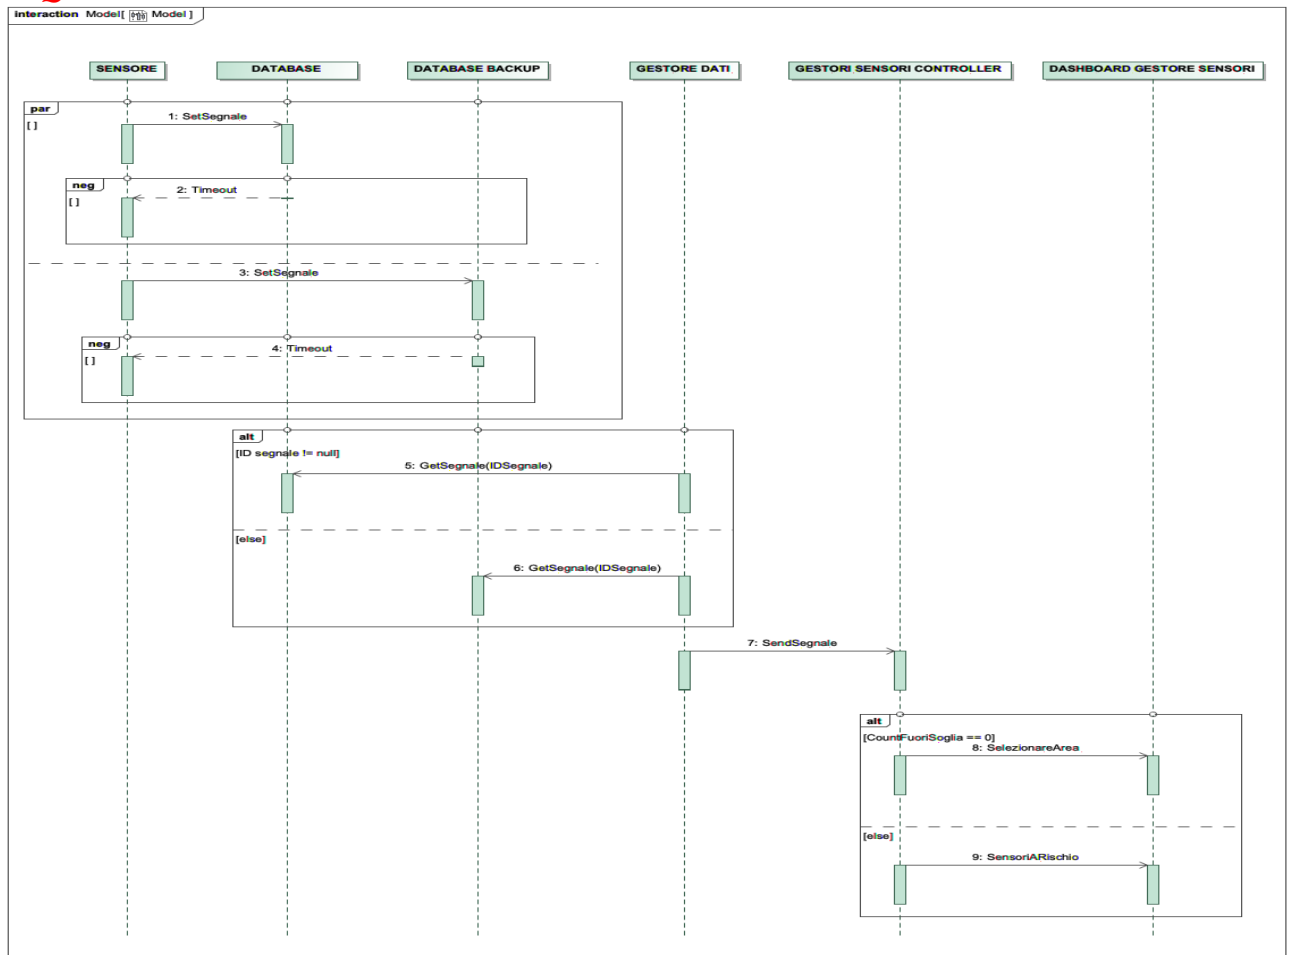 interaction Model[ Model ]
SENSORE
DATABASE
DATABASE BACKUP
GESTORE DATI
GESTORI SENSORI CONTROLLER
DASHBOARD GESTORE SENSORI
par
[ ]
1: SetSegnale
neg
[ ]
2: Timeout
3: SetSegnale
neg
[ ]
4: Timeout
alt
[ID segnale != null]
5: GetSegnale(IDSegnale)
[else]
6: GetSegnale(IDSegnale)
7: SendSegnale
alt
[CountFuoriSoglia == 0]
8: SelezionareArea
[else]
9: SensoriARischio